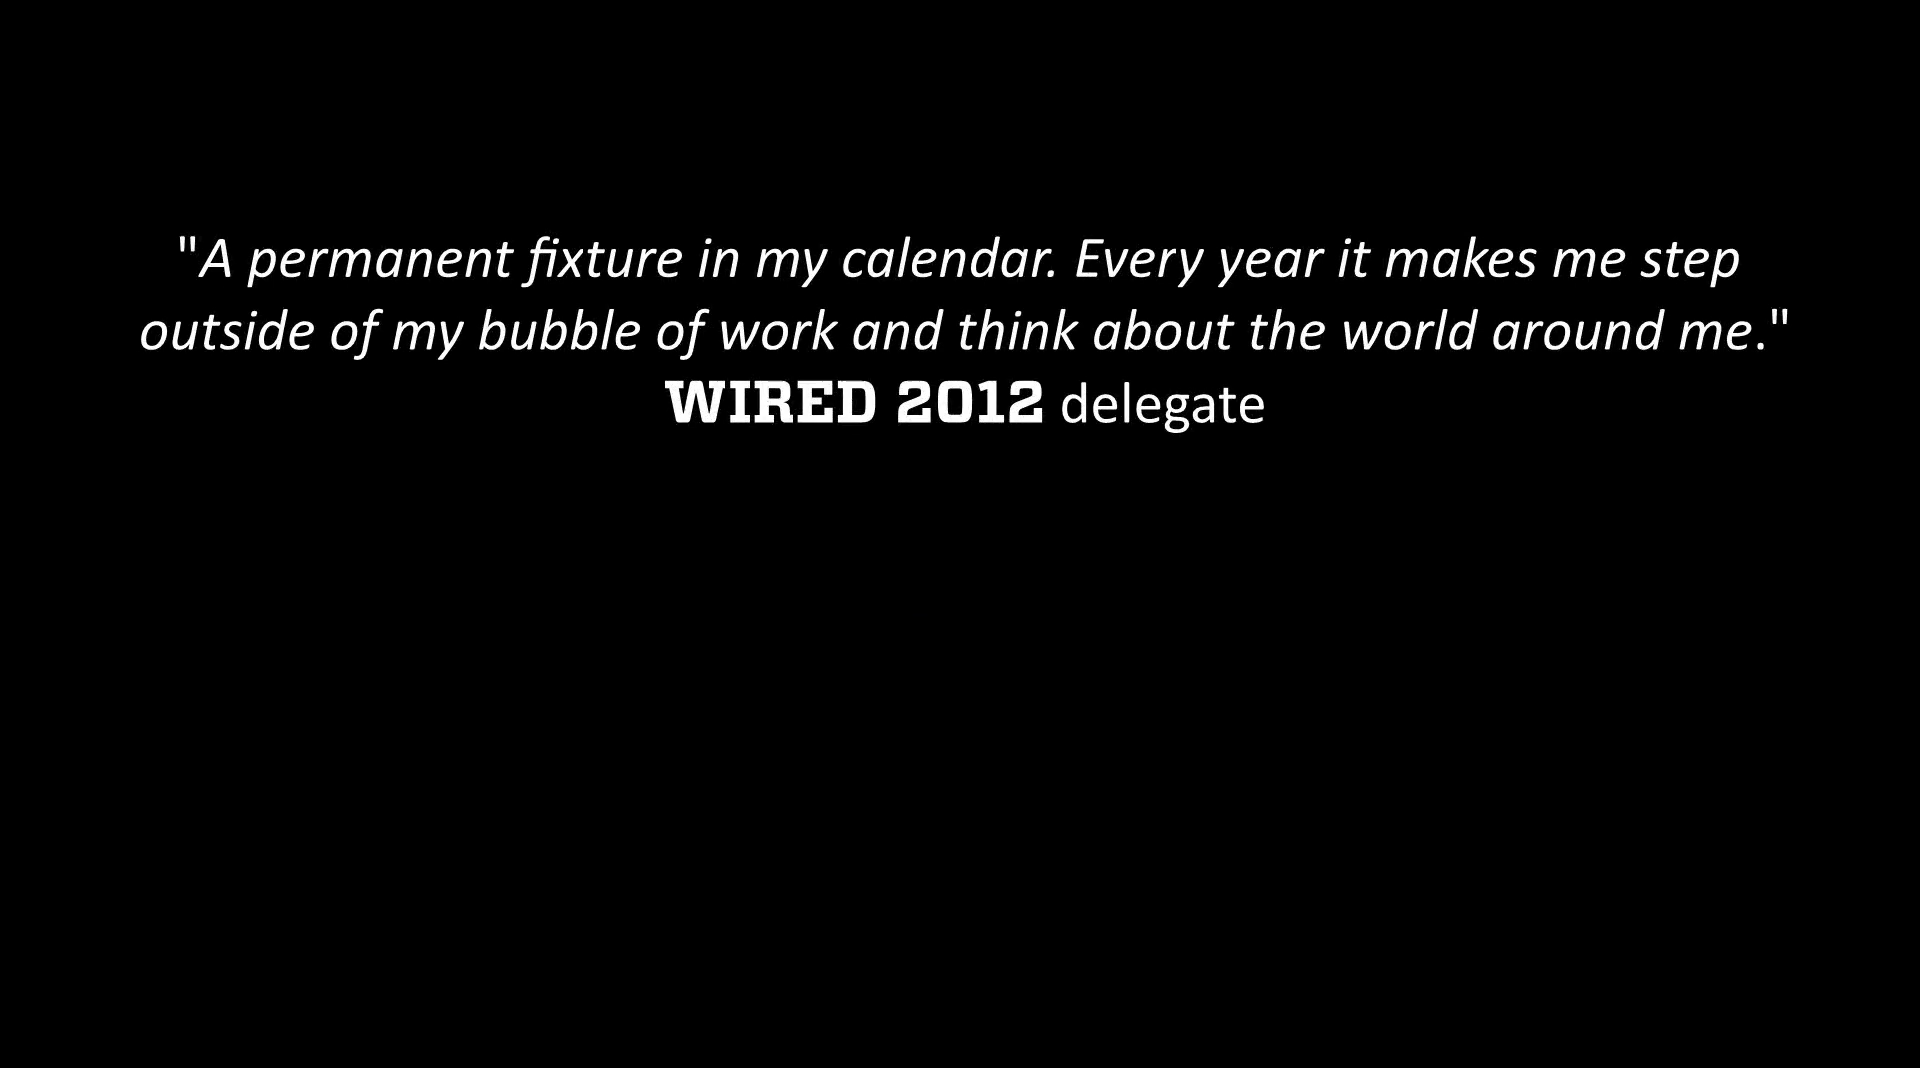 "A permanent fixture in my calendar. Every year it makes me step
outside of my bubble of work and think about the world around me."
WIRED 2012 delegate